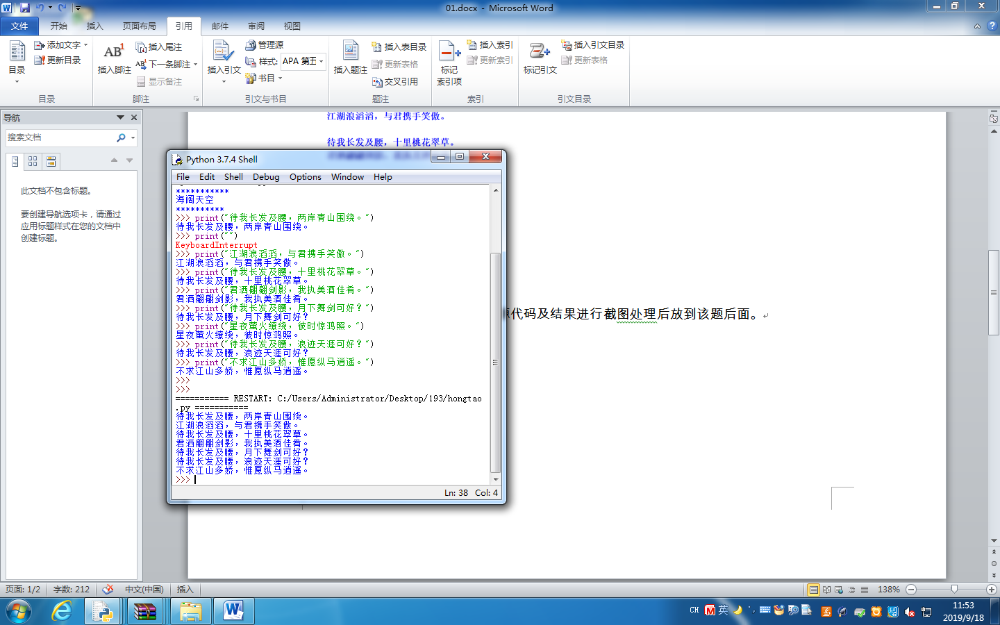 01.docx - Microsoft Word
文件 开始 插入 页面布局 引用 邮件 审阅 视图
目录
添加文字
更新目录
目录
AB1
插入脚注
插入尾注
下一条脚注
显示备注
脚注
插入引文
管理源
样式: APA 第五
书目
引文与书目
插入题注
插入表目录
更新表格
交叉引用
题注
标记
索引项
插入索引
更新索引
索引
标记引文
插入引文目录
更新表格
引文目录
导航
搜索文档
此文档不包含标题。
要创建导航选项卡，请通过
应用标题样式在您的文档中
创建标题。
江湖浪滔滔，与君携手笑傲。
待我长发及腰，十里桃花翠草。
代码及结果进行截图处理后放到该题后面。
Python 3.7.4 Shell
File Edit Shell Debug Options Window Help
***********
海阔天空
**********
>>> print("待我长发及腰，两岸青山围绕。")
待我长发及腰，两岸青山围绕。
>>> print("")
KeyboardInterrupt
>>> print("江湖浪滔滔，与君携手笑傲。")
江湖浪滔滔，与君携手笑傲。
>>> print("待我长发及腰，十里桃花翠草。")
待我长发及腰，十里桃花翠草。
>>> print("君洒翩翩剑影，我执美酒佳肴。")
君洒翩翩剑影，我执美酒佳肴。
>>> print("待我长发及腰，月下舞剑可好？")
待我长发及腰，月下舞剑可好？
>>> print("星夜萤火缭绕，彼时惊鸿照。")
星夜萤火缭绕，彼时惊鸿照。
>>> print("待我长发及腰，浪迹天涯可好？")
待我长发及腰，浪迹天涯可好？
>>> print("不求江山多娇，惟愿纵马逍遥。")
不求江山多娇，惟愿纵马逍遥。
>>>
>>>
=========== RESTART: C:/Users/Administrator/Desktop/193/hongtao
.py ===========
待我长发及腰，两岸青山围绕。
江湖浪滔滔，与君携手笑傲。
待我长发及腰，十里桃花翠草。
君洒翩翩剑影，我执美酒佳肴。
待我长发及腰，月下舞剑可好？
待我长发及腰，浪迹天涯可好？
不求江山多娇，惟愿纵马逍遥。
>>>
Ln: 38 Col: 4
页面: 1/2 字数: 212 中文(中国) 插入 138%
CH 英 11:53
2019/9/18